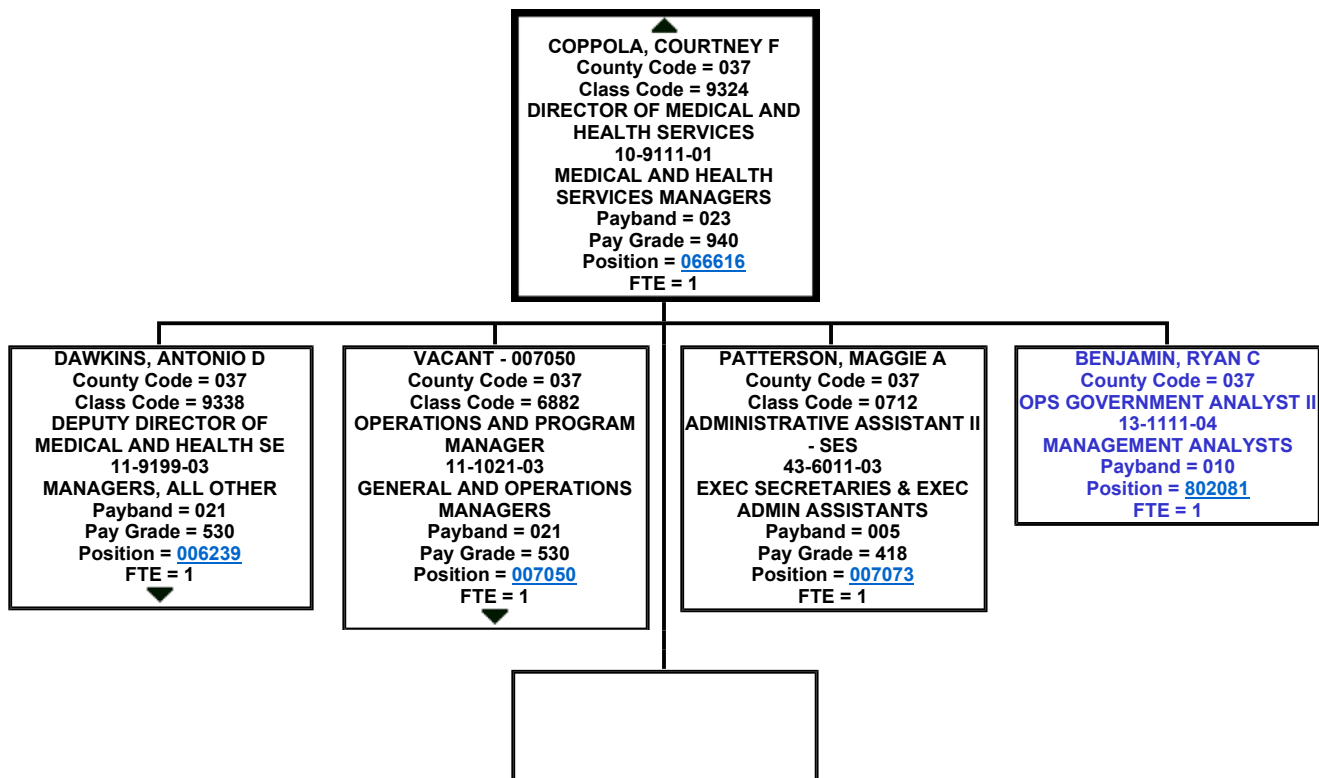 COPPOLA, COURTNEY F
County Code = 037
Class Code = 9324
DIRECTOR OF MEDICAL AND
HEALTH SERVICES
10-9111-01
MEDICAL AND HEALTH
SERVICES MANAGERS
Payband = 023
Pay Grade = 940
Position = 066616
FTE = 1
DAWKINS, ANTONIO D
County Code = 037
Class Code = 9338
DEPUTY DIRECTOR OF
MEDICAL AND HEALTH SE
11-9199-03
MANAGERS, ALL OTHER
Payband = 021
Pay Grade = 530
Position = 006239
FTE = 1
VACANT - 007050
County Code = 037
Class Code = 6882
OPERATIONS AND PROGRAM
MANAGER
11-1021-03
GENERAL AND OPERATIONS
MANAGERS
Payband = 021
Pay Grade = 530
Position = 007050
FTE = 1
PATTERSON, MAGGIE A
County Code = 037
Class Code = 0712
ADMINISTRATIVE ASSISTANT II
- SES
43-6011-03
EXEC SECRETARIES & EXEC
ADMIN ASSISTANTS
Payband = 005
Pay Grade = 418
Position = 007073
FTE = 1
BENJAMIN, RYAN C
County Code = 037
OPS GOVERNMENT ANALYST II
13-1111-04
MANAGEMENT ANALYSTS
Payband = 010
Position = 802081
FTE = 1